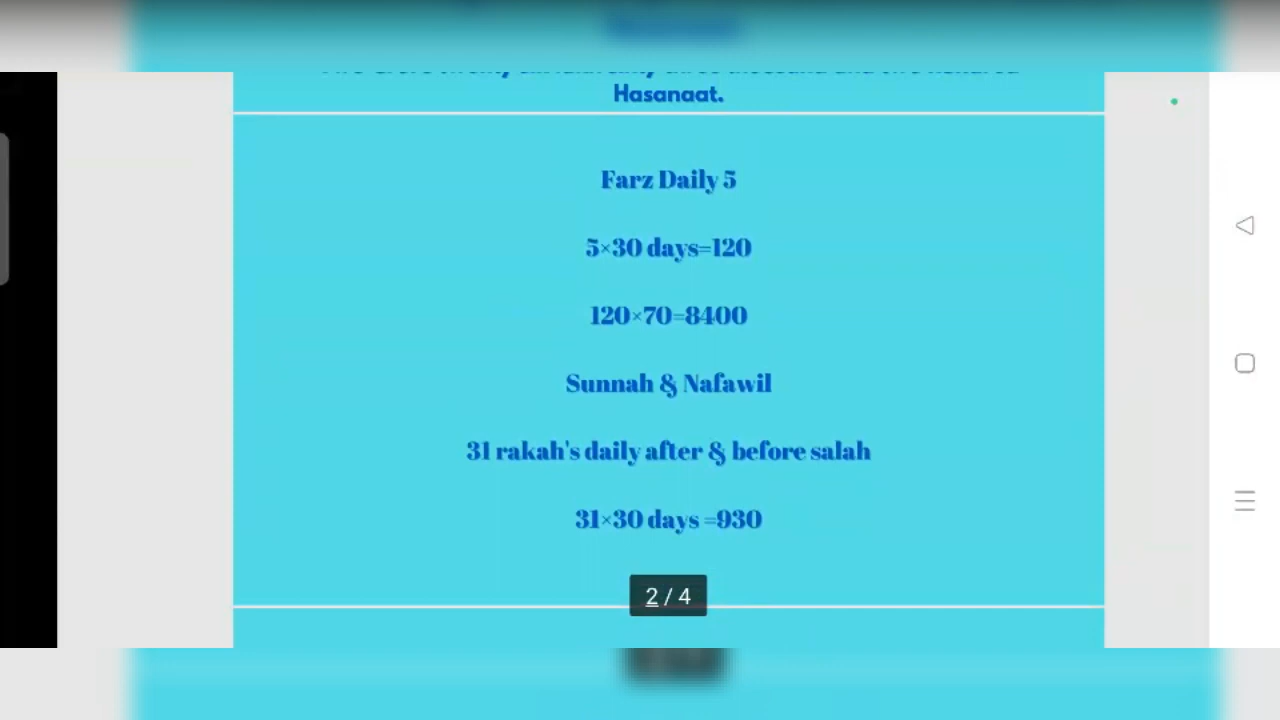 Hasanaat.
Farz Daily 5
5×30 days=120
120×70=8400
Sunnah & Nafawil
31 rakah's daily after & before salah
31×30 days =930
2 / 4